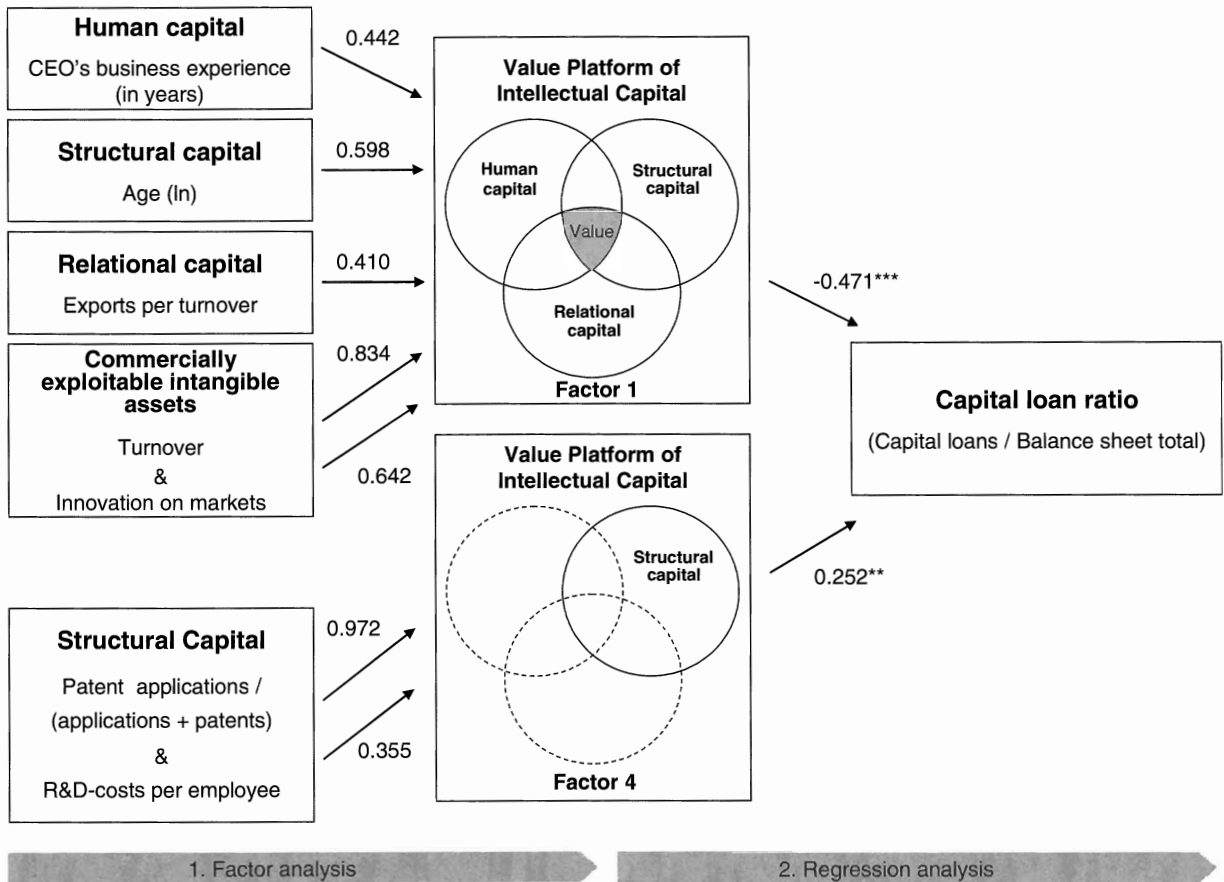 Human capital
CEO's business experience
(in years)
0.442
Structural capital
Age (ln)
0.598
Relational capital
Exports per turnover
0.410
Commercially
exploitable intangible
assets
Turnover
&
Innovation on markets
0.834
0.642
Value Platform of
Intellectual Capital
Human
capital
Structural
capital
Value
Relational
capital
Factor 1
-0.471***
Structural Capital
Patent applications /
(applications + patents)
&
R&D-costs per employee
0.972
0.355
Value Platform of
Intellectual Capital
Structural
capital
Factor 4
0.252**
Capital loan ratio
(Capital loans / Balance sheet total)
1. Factor analysis
2. Regression analysis